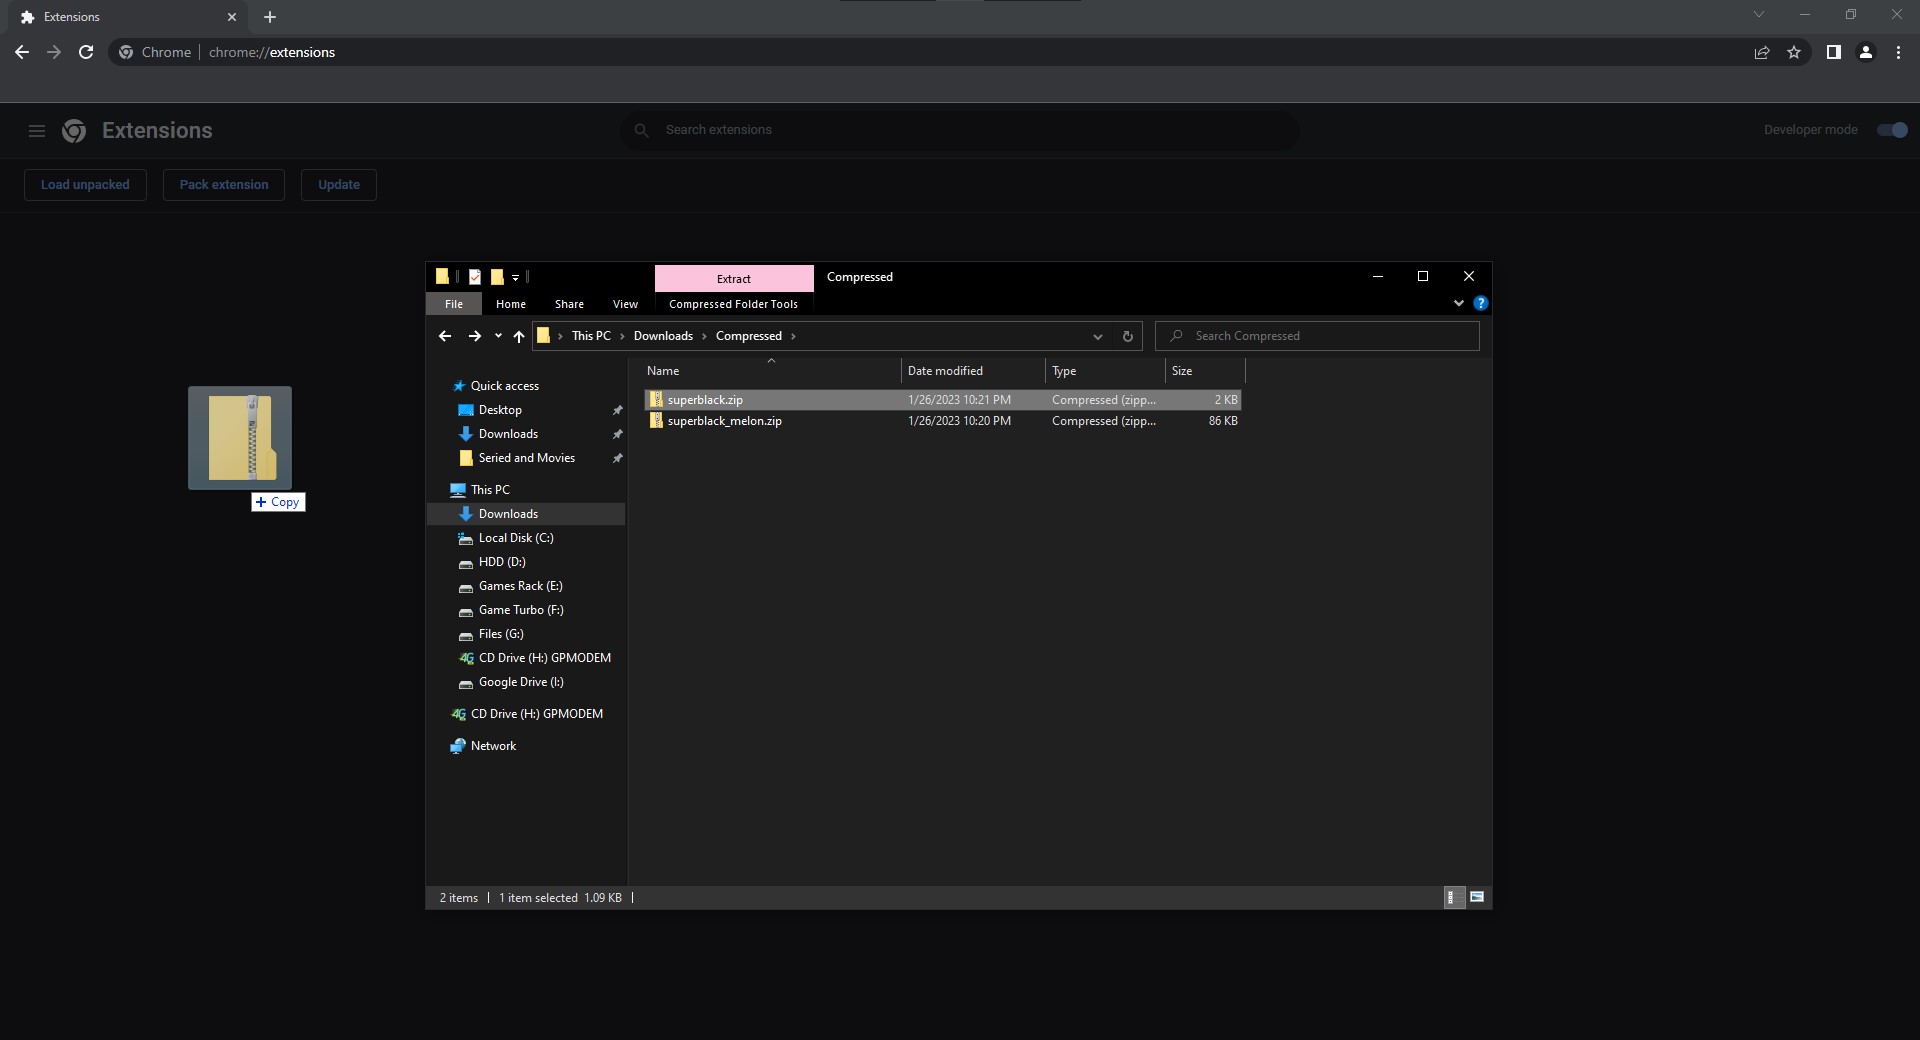 Extensions
Chrome chrome://extensions
Extensions
Search extensions
Developer mode
Load unpacked
Pack extension
Update
Extract
Compressed
File
Home
Share
View
Compressed Folder Tools
This PC
Downloads
Compressed
Search Compressed
Quick access
Desktop
Downloads
Seried and Movies
This PC
Downloads
Local Disk (C:)
HDD (D:)
Games Rack (E:)
Game Turbo (F:)
Files (G:)
4G CD Drive (H:) GPMODEM
Google Drive (I:)
4G CD Drive (H:) GPMODEM
Network
Name Date modified Type Size
superblack.zip 1/26/2023 10:21 PM Compressed (zipp... 2 KB
superblack_melon.zip 1/26/2023 10:20 PM Compressed (zipp... 86 KB
+ Copy
2 items 1 item selected 1.09 KB